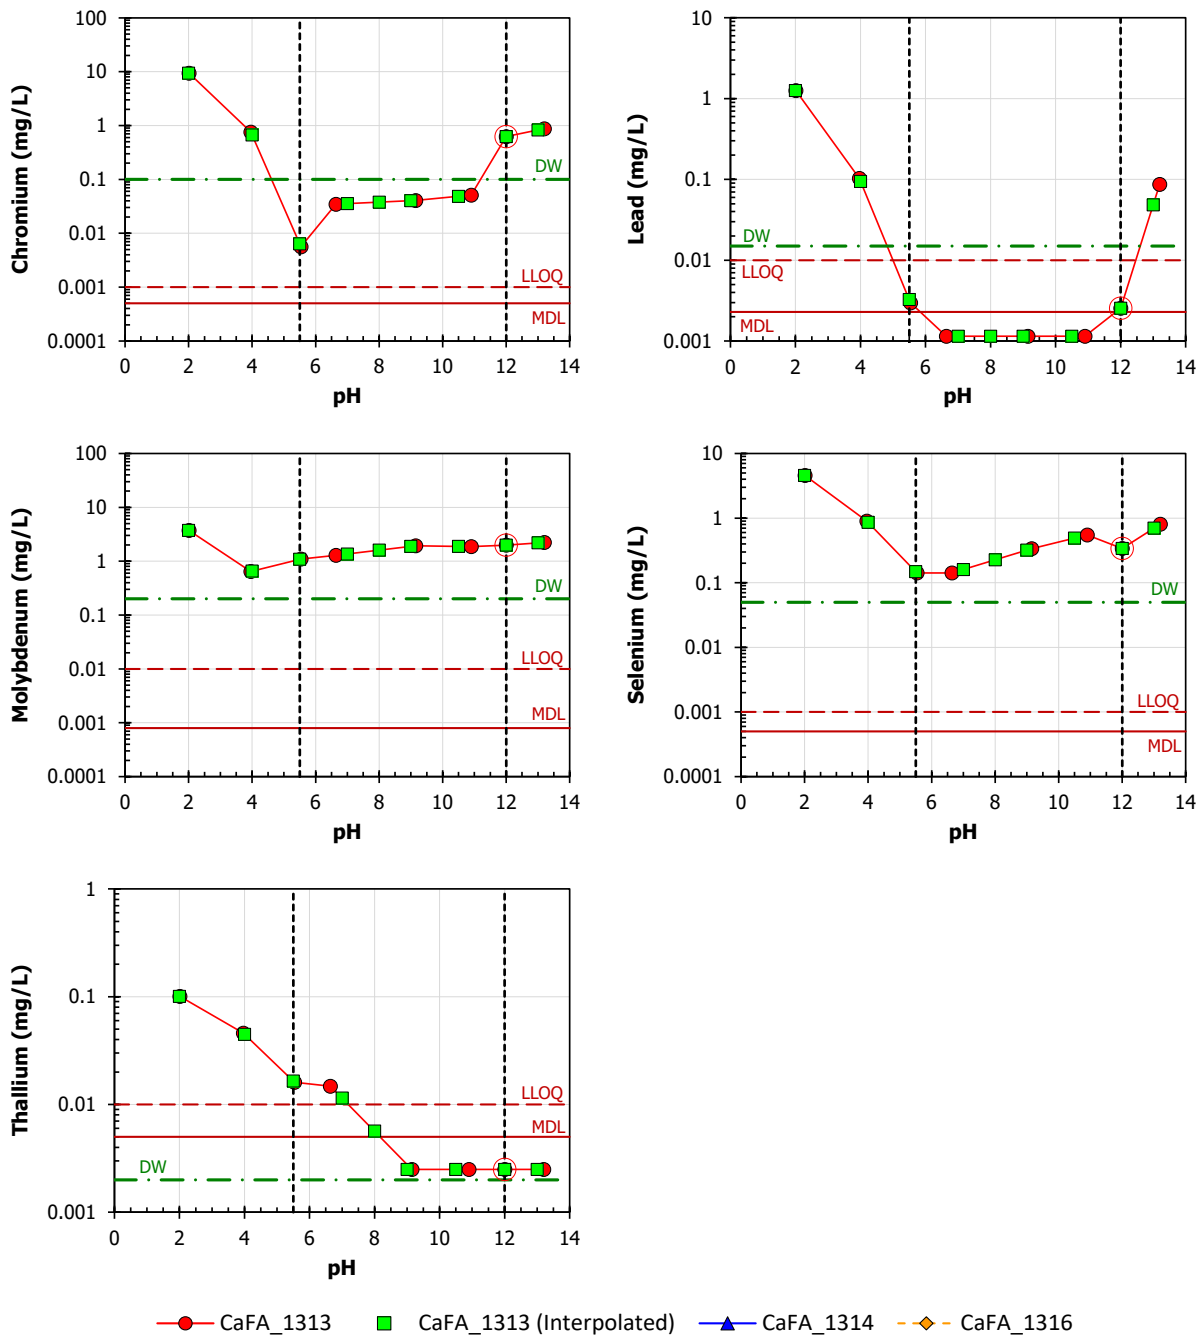 Chromium (mg/L)
100
10
1
0.1
0.01
0.001
0.0001
DW
LLOQ
MDL
0 2 4 6 8 10 12 14
pH
Lead (mg/L)
10
1
0.1
0.01
0.001
DW
LLOQ
MDL
0 2 4 6 8 10 12 14
pH
Molybdenum (mg/L)
100
10
1
0.1
0.01
0.001
0.0001
DW
LLOQ
MDL
0 2 4 6 8 10 12 14
pH
Selenium (mg/L)
10
1
0.1
0.01
0.001
0.0001
DW
LLOQ
MDL
0 2 4 6 8 10 12 14
pH
Thallium (mg/L)
1
0.1
0.01
0.001
LLOQ
MDL
DW
0 2 4 6 8 10 12 14
pH
CaFA_1313 CaFA_1313 (Interpolated) CaFA_1314 CaFA_1316